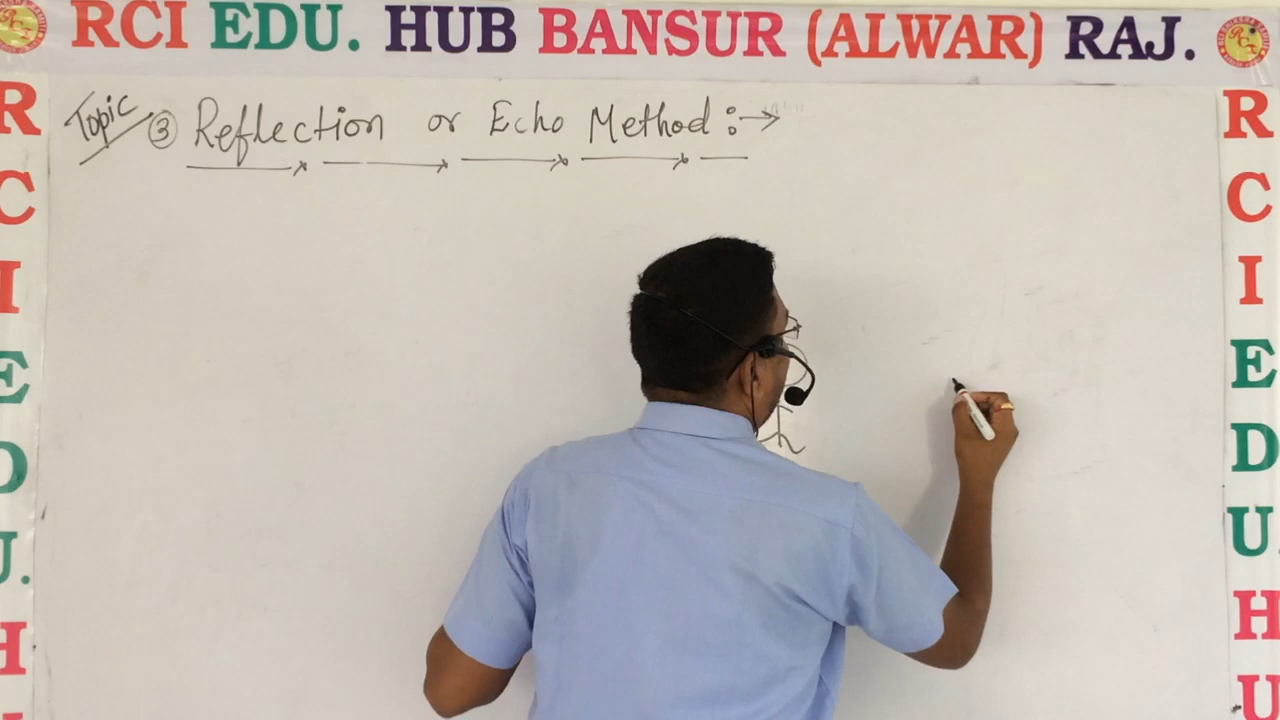 RCI EDU. HUB BANSUR (ALWAR) RAJ.
Topic ③ Reflection or Echo Method :→
R
C
I
E
D
U.
H
R
C
I
E
D
U.
H
U